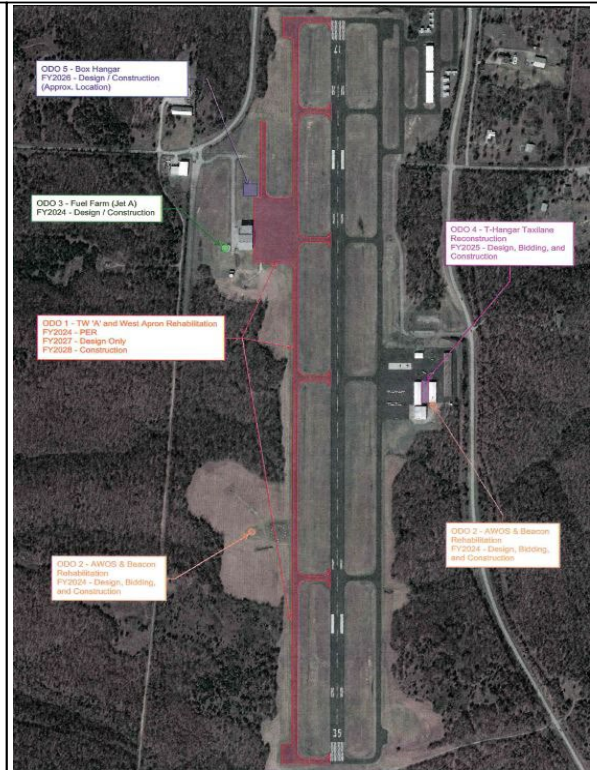 ODO 5 - Box Hangar
FY2026 - Design / Construction
(Approx. Location)
17
ODO 3 - Fuel Farm (Jet A)
FY2024 - Design / Construction
ODO 4 - T-Hangar Taxilane
Reconstruction
FY2025 - Design, Bidding, and
Construction
ODO 1 - TW 'A' and West Apron Rehabilitation
FY2024 - PER
FY2027 - Design Only
FY2028 - Construction
ODO 2 - AWOS & Beacon
Rehabilitation
FY2024 - Design, Bidding,
and Construction
ODO 2 - AWOS & Beacon
Rehabilitation
FY2024 - Design, Bidding,
and Construction
35